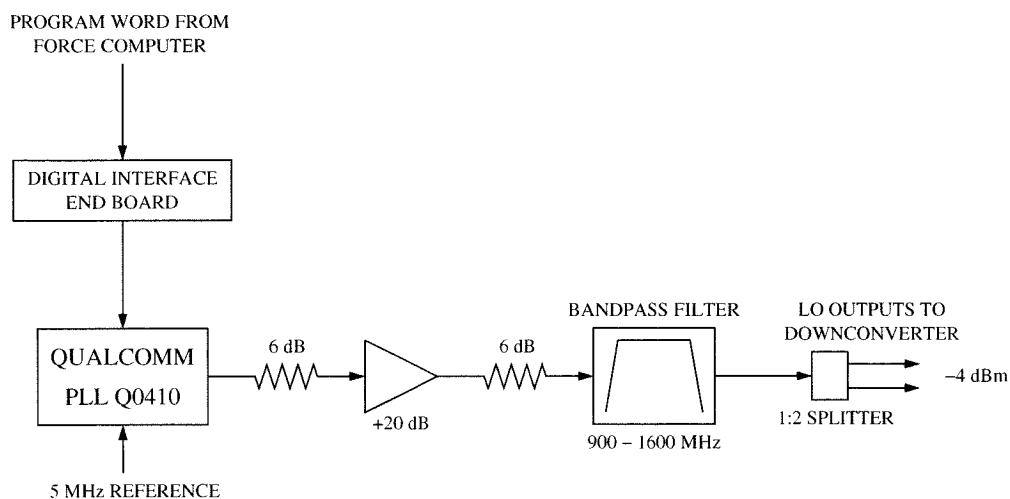 PROGRAM WORD FROM
FORCE COMPUTER
DIGITAL INTERFACE
END BOARD
QUALCOMM
PLL Q0410
5 MHz REFERENCE
6 dB
+20 dB
6 dB
BANDPASS FILTER
900 – 1600 MHz
LO OUTPUTS TO
DOWNCONVERTER
–4 dBm
1:2 SPLITTER